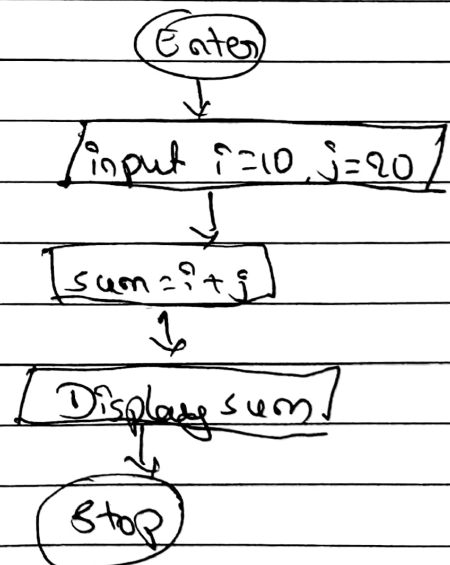 Enter
input i=10, j=20
sum=i+j
Display sum
Stop